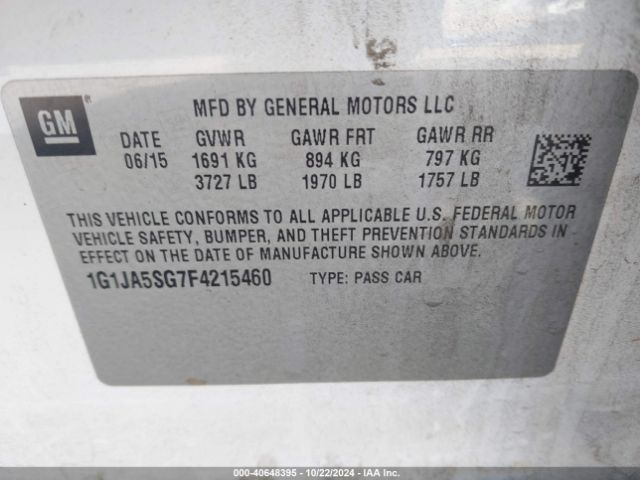 GM
MFD BY GENERAL MOTORS LLC
DATE GVWR GAWR FRT GAWR RR
06/15 1691 KG 894 KG 797 KG
3727 LB 1970 LB 1757 LB
THIS VEHICLE CONFORMS TO ALL APPLICABLE U.S. FEDERAL MOTOR
VEHICLE SAFETY, BUMPER, AND THEFT PREVENTION STANDARDS IN
EFFECT ON THE DATE OF MANUFACTURE SHOWN ABOVE.
1G1JA5SG7F4215460 TYPE: PASS CAR
000-40648395 • 10/22/2024 • IAA Inc.